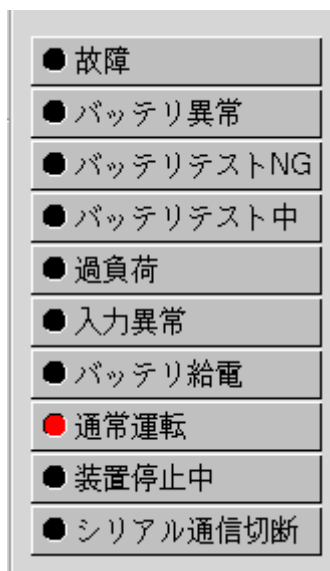 故障
バッテリ異常
バッテリテストNG
バッテリテスト中
過負荷
入力異常
バッテリ給電
通常運転
装置停止中
シリアル通信切断